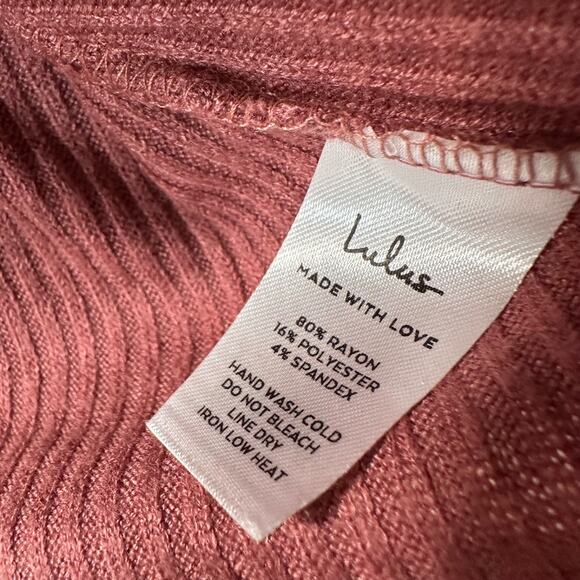 Lulus
MADE WITH LOVE
80% RAYON
16% POLYESTER
4% SPANDEX
HAND WASH COLD
DO NOT BLEACH
LINE DRY
IRON LOW HEAT